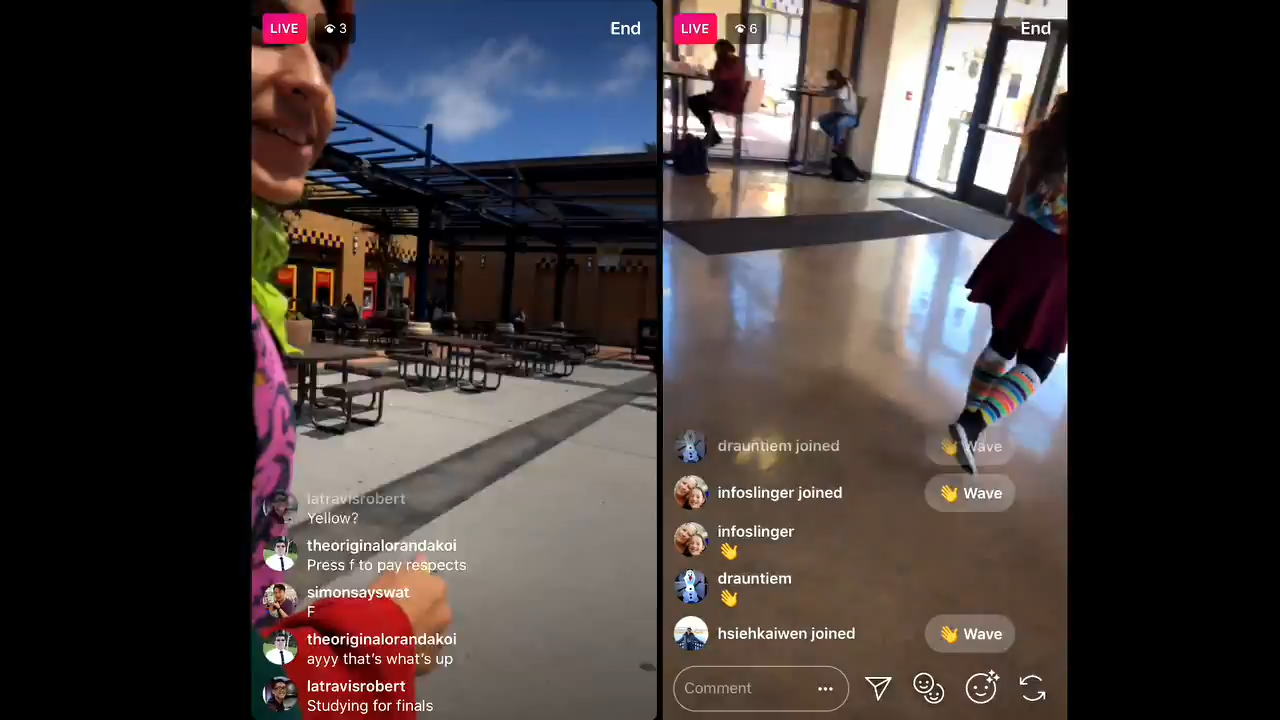 LIVE
3
End
latravisrobert
Yellow?
theoriginalorandakoi
Press f to pay respects
simonsayswat
F
theoriginalorandakoi
ayyy that's what's up
latravisrobert
Studying for finals
LIVE
6
End
drauntiem joined
👋 Wave
infoslinger joined
👋 Wave
infoslinger
👋
drauntiem
👋
hsiehkaiwen joined
👋 Wave
Comment